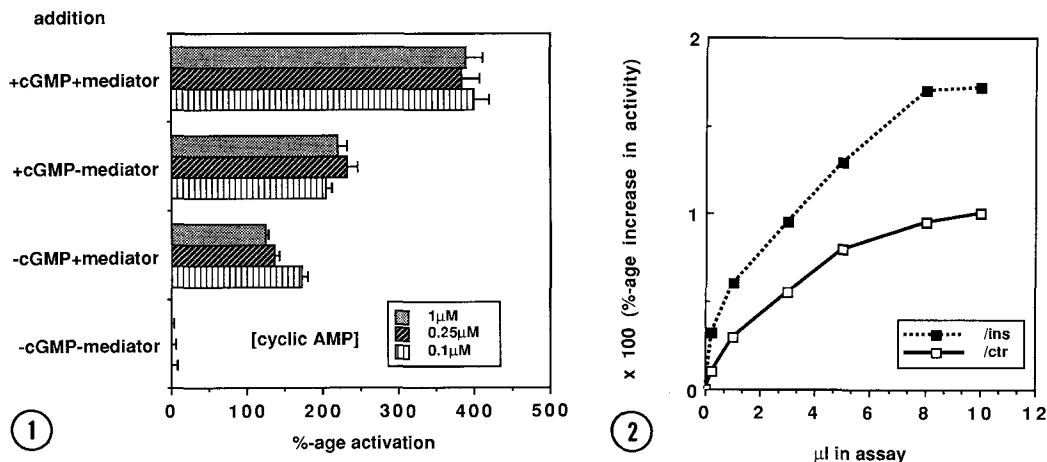 addition
+cGMP+mediator
+cGMP-mediator
-cGMP+mediator
-cGMP-mediator
[cyclic AMP]
1µM
0.25µM
0.1µM
0 100 200 300 400 500
%-age activation
1
x 100 (%-age increase in activity)
2
1
0
/ins
/ctr
0 2 4 6 8 10 12
µl in assay
2